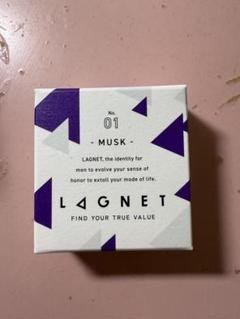 No.
01
- MUSK -
LAGNET, the identity for
men to evolve your sense of
honor to extoll your mode of life.
LAGNET
FIND YOUR TRUE VALUE